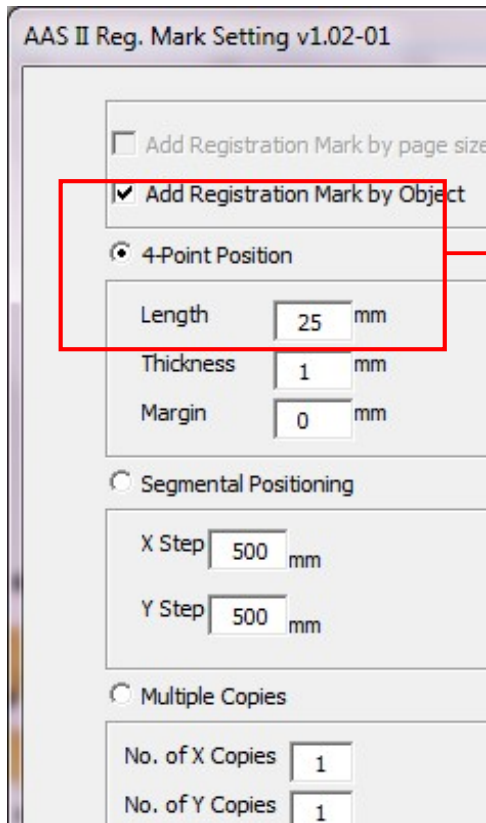 AAS II Reg. Mark Setting v1.02-01
Add Registration Mark by page size
Add Registration Mark by Object
4-Point Position
Length 25 mm
Thickness 1 mm
Margin 0 mm
Segmental Positioning
X Step 500 mm
Y Step 500 mm
Multiple Copies
No. of X Copies 1
No. of Y Copies 1